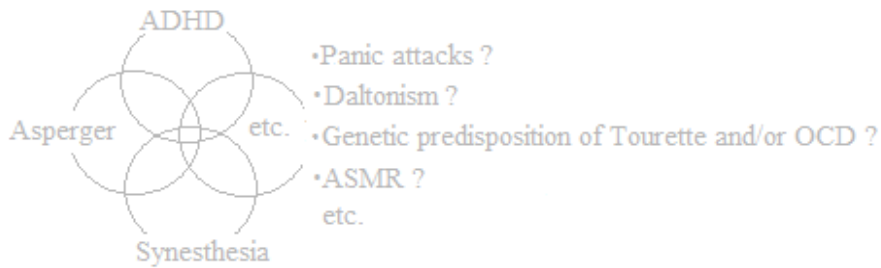 ADHD
Asperger
etc.
Synesthesia
•Panic attacks ?
•Daltonism ?
•Genetic predisposition of Tourette and/or OCD ?
•ASMR ?
etc.